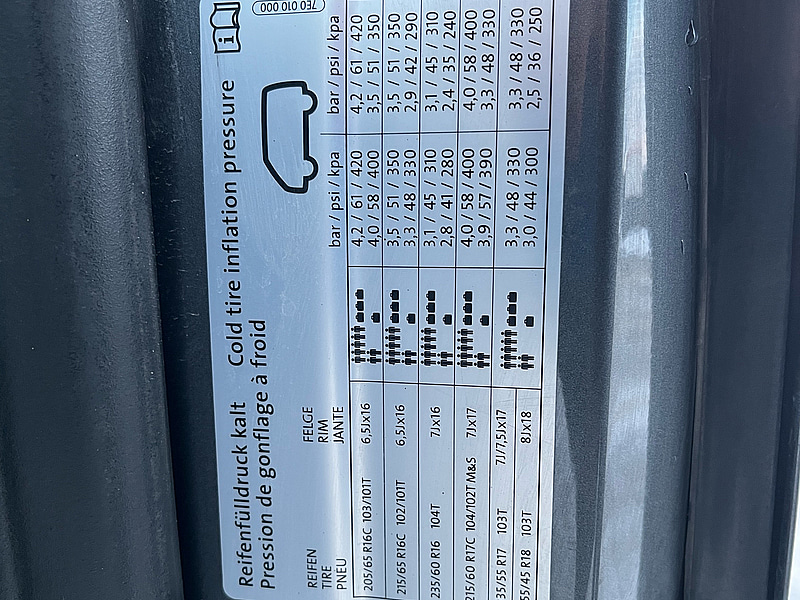 7E0 010 000
Reifenfülldruck kalt Cold tire inflation pressure
Pression de gonflage à froid
REIFEN FELGE
TIRE RIM
PNEU JANTE bar / psi / kpa bar / psi / kpa
205/65 R16C 103/101T 6,5Jx16 4,2 / 61 / 420 4,2 / 61 / 420
4,0 / 58 / 400 3,5 / 51 / 350
215/65 R16C 102/101T 6,5Jx16 3,5 / 51 / 350 3,5 / 51 / 350
3,3 / 48 / 330 2,9 / 42 / 290
235/60 R16 104T 7Jx16 3,1 / 45 / 310 3,1 / 45 / 310
2,8 / 41 / 280 2,4 / 35 / 240
215/60 R17C 104/102T M&S 7Jx17 4,0 / 58 / 400 4,0 / 58 / 400
3,9 / 57 / 390 3,3 / 48 / 330
35/55 R17 103T 7J/7,5Jx17 3,3 / 48 / 330 3,3 / 48 / 330
55/45 R18 103T 8Jx18 3,0 / 44 / 300 2,5 / 36 / 250